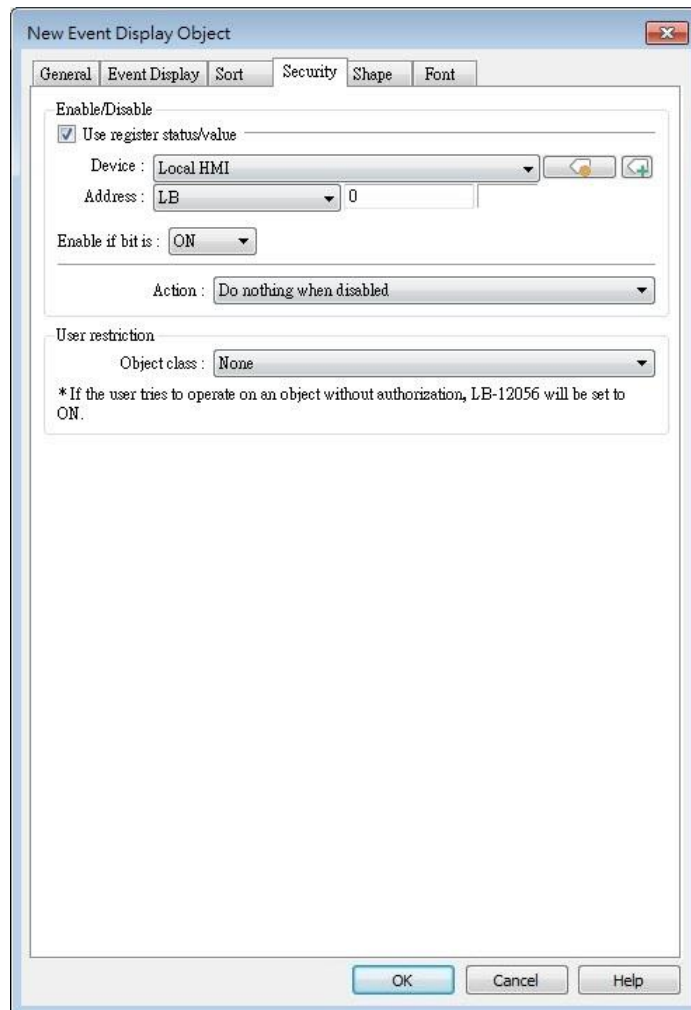 New Event Display Object
General Event Display Sort Security Shape Font
Enable/Disable
Use register status/value
Device : Local HMI
Address : LB 0
Enable if bit is : ON
Action : Do nothing when disabled
User restriction
Object class : None
* If the user tries to operate on an object without authorization, LB-12056 will be set to
ON.
OK Cancel Help